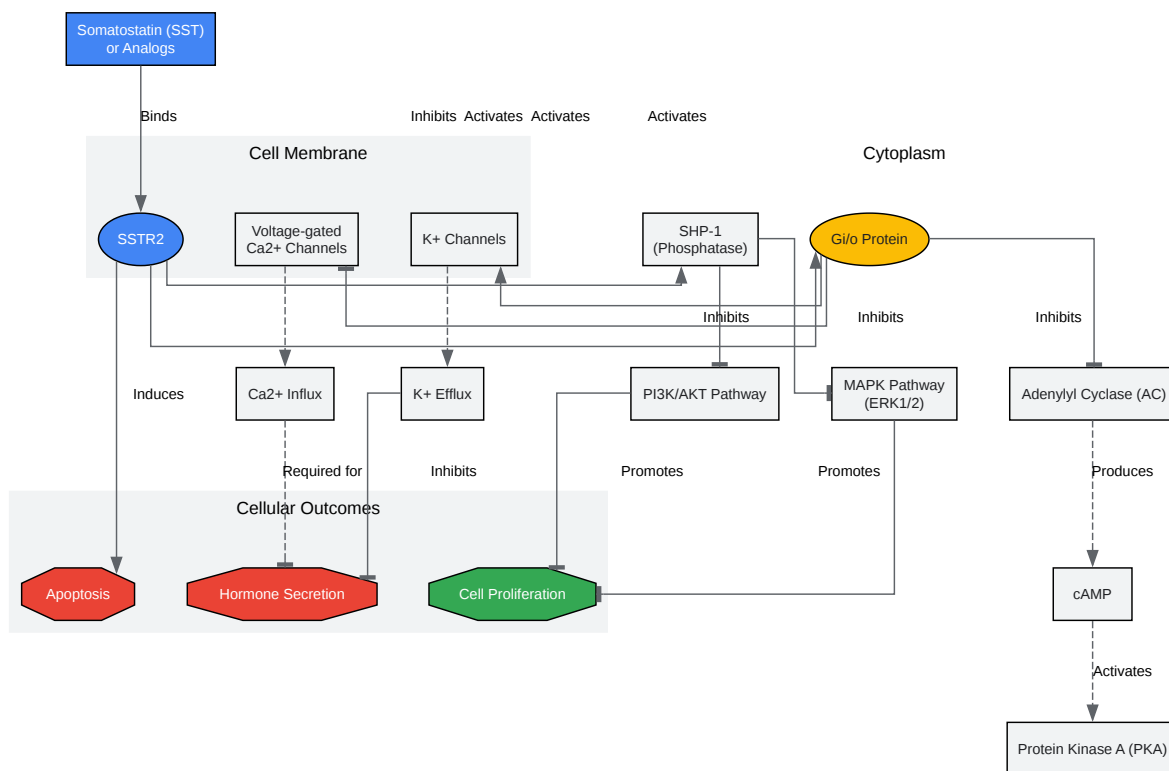 Somatostatin (SST)
or Analogs
Binds
Inhibits
Activates
Activates
Activates
Cell Membrane
Cytoplasm
SSTR2
Voltage-gated
Ca2+ Channels
K+ Channels
SHP-1
(Phosphatase)
Gi/o Protein
Inhibits
Inhibits
Inhibits
Induces
Ca2+ Influx
K+ Efflux
PI3K/AKT Pathway
MAPK Pathway
(ERK1/2)
Adenylyl Cyclase (AC)
Required for
Inhibits
Promotes
Promotes
Produces
Cellular Outcomes
Apoptosis
Hormone Secretion
Cell Proliferation
cAMP
Activates
Protein Kinase A (PKA)